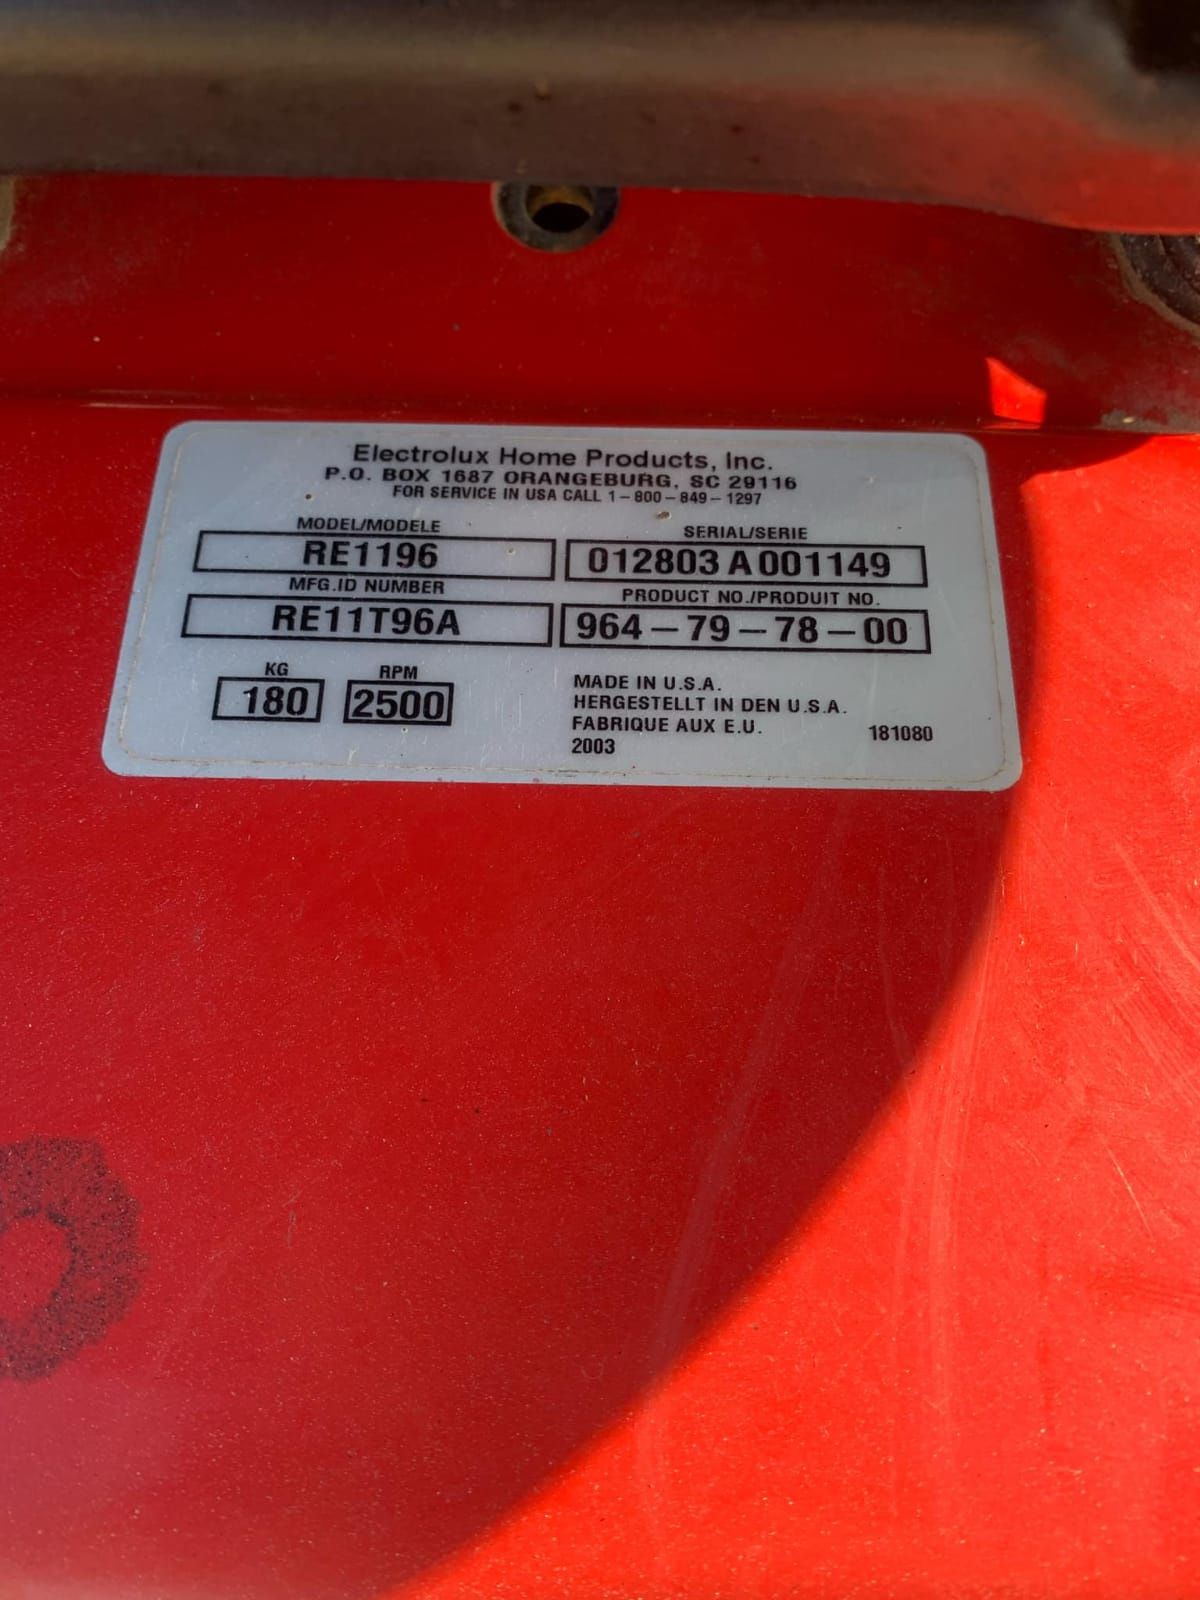 Electrolux Home Products, Inc.
P.O. BOX 1687 ORANGEBURG, SC 29116
FOR SERVICE IN USA CALL 1-800-849-1297
MODEL/MODELE
RE1196
SERIAL/SERIE
012803 A 001149
MFG.ID NUMBER
RE11T96A
PRODUCT NO./PRODUIT NO.
964-79-78-00
KG
180
RPM
2500
MADE IN U.S.A.
HERGESTELLT IN DEN U.S.A.
FABRIQUE AUX E.U.
2003
181080